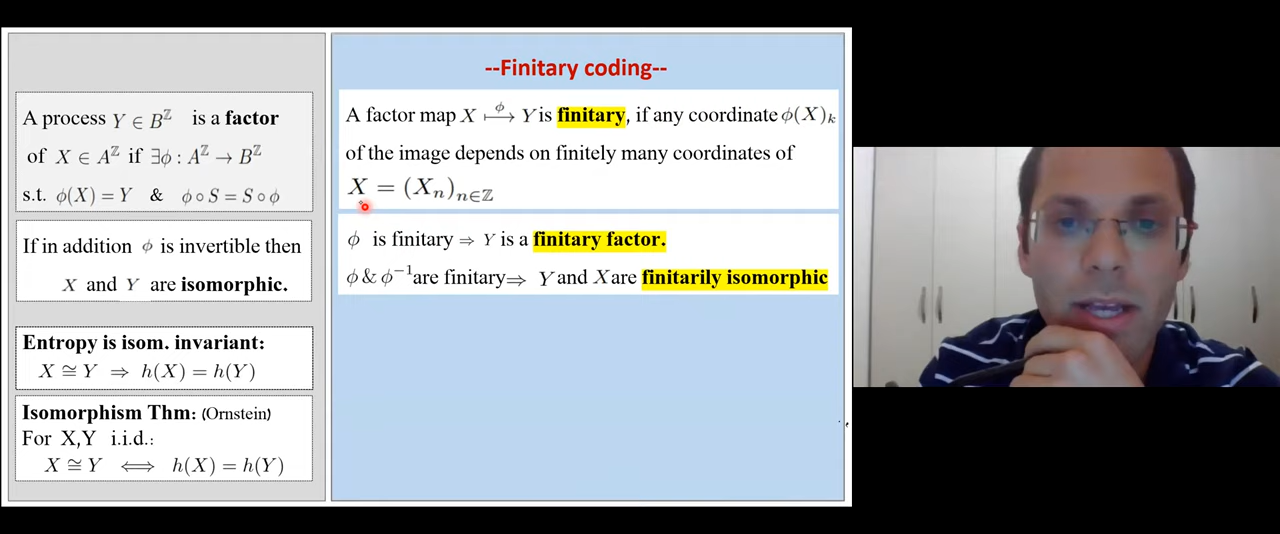 A process Y ∈ B^ℤ is a factor
of X ∈ A^ℤ if ∃ϕ : A^ℤ → B^ℤ
s.t. ϕ(X) = Y & ϕ ∘ S = S ∘ ϕ
If in addition ϕ is invertible then
X and Y are isomorphic.
Entropy is isom. invariant:
X ≅ Y ⇒ h(X) = h(Y)
Isomorphism Thm: (Ornstein)
For X,Y i.i.d.:
X ≅ Y ⟺ h(X) = h(Y)
--Finitary coding--
A factor map X ⟼^ϕ Y is finitary, if any coordinate ϕ(X)_k
of the image depends on finitely many coordinates of
X = (X_n)_{n∈ℤ}
ϕ is finitary ⇒ Y is a finitary factor.
ϕ & ϕ^{-1} are finitary⇒ Y and X are finitarily isomorphic